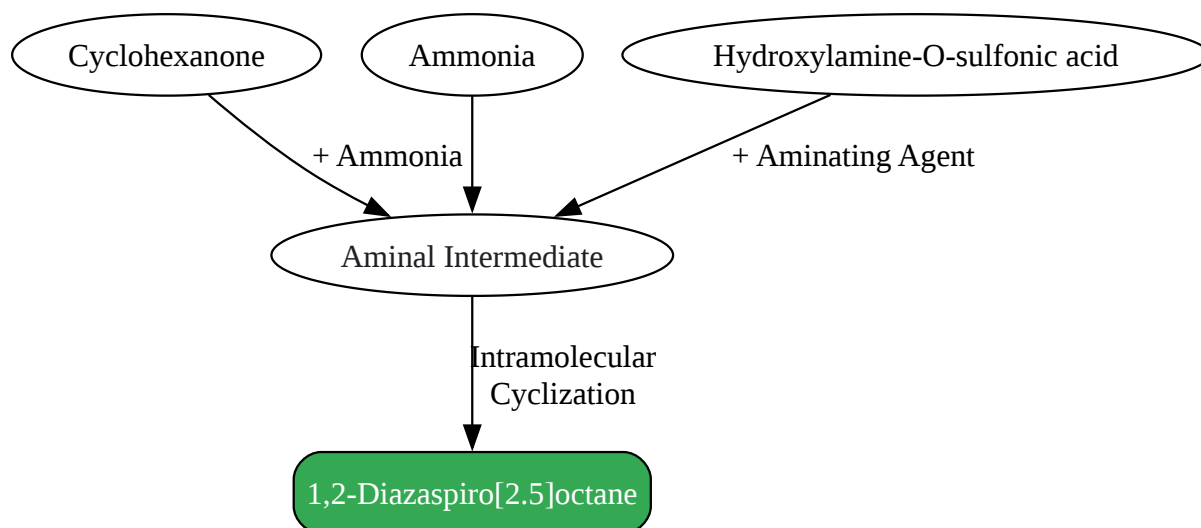 Cyclohexanone
Ammonia
Hydroxylamine-O-sulfonic acid
+ Ammonia
+ Aminating Agent
Aminal Intermediate
Intramolecular
Cyclization
1,2-Diazaspiro[2.5]octane